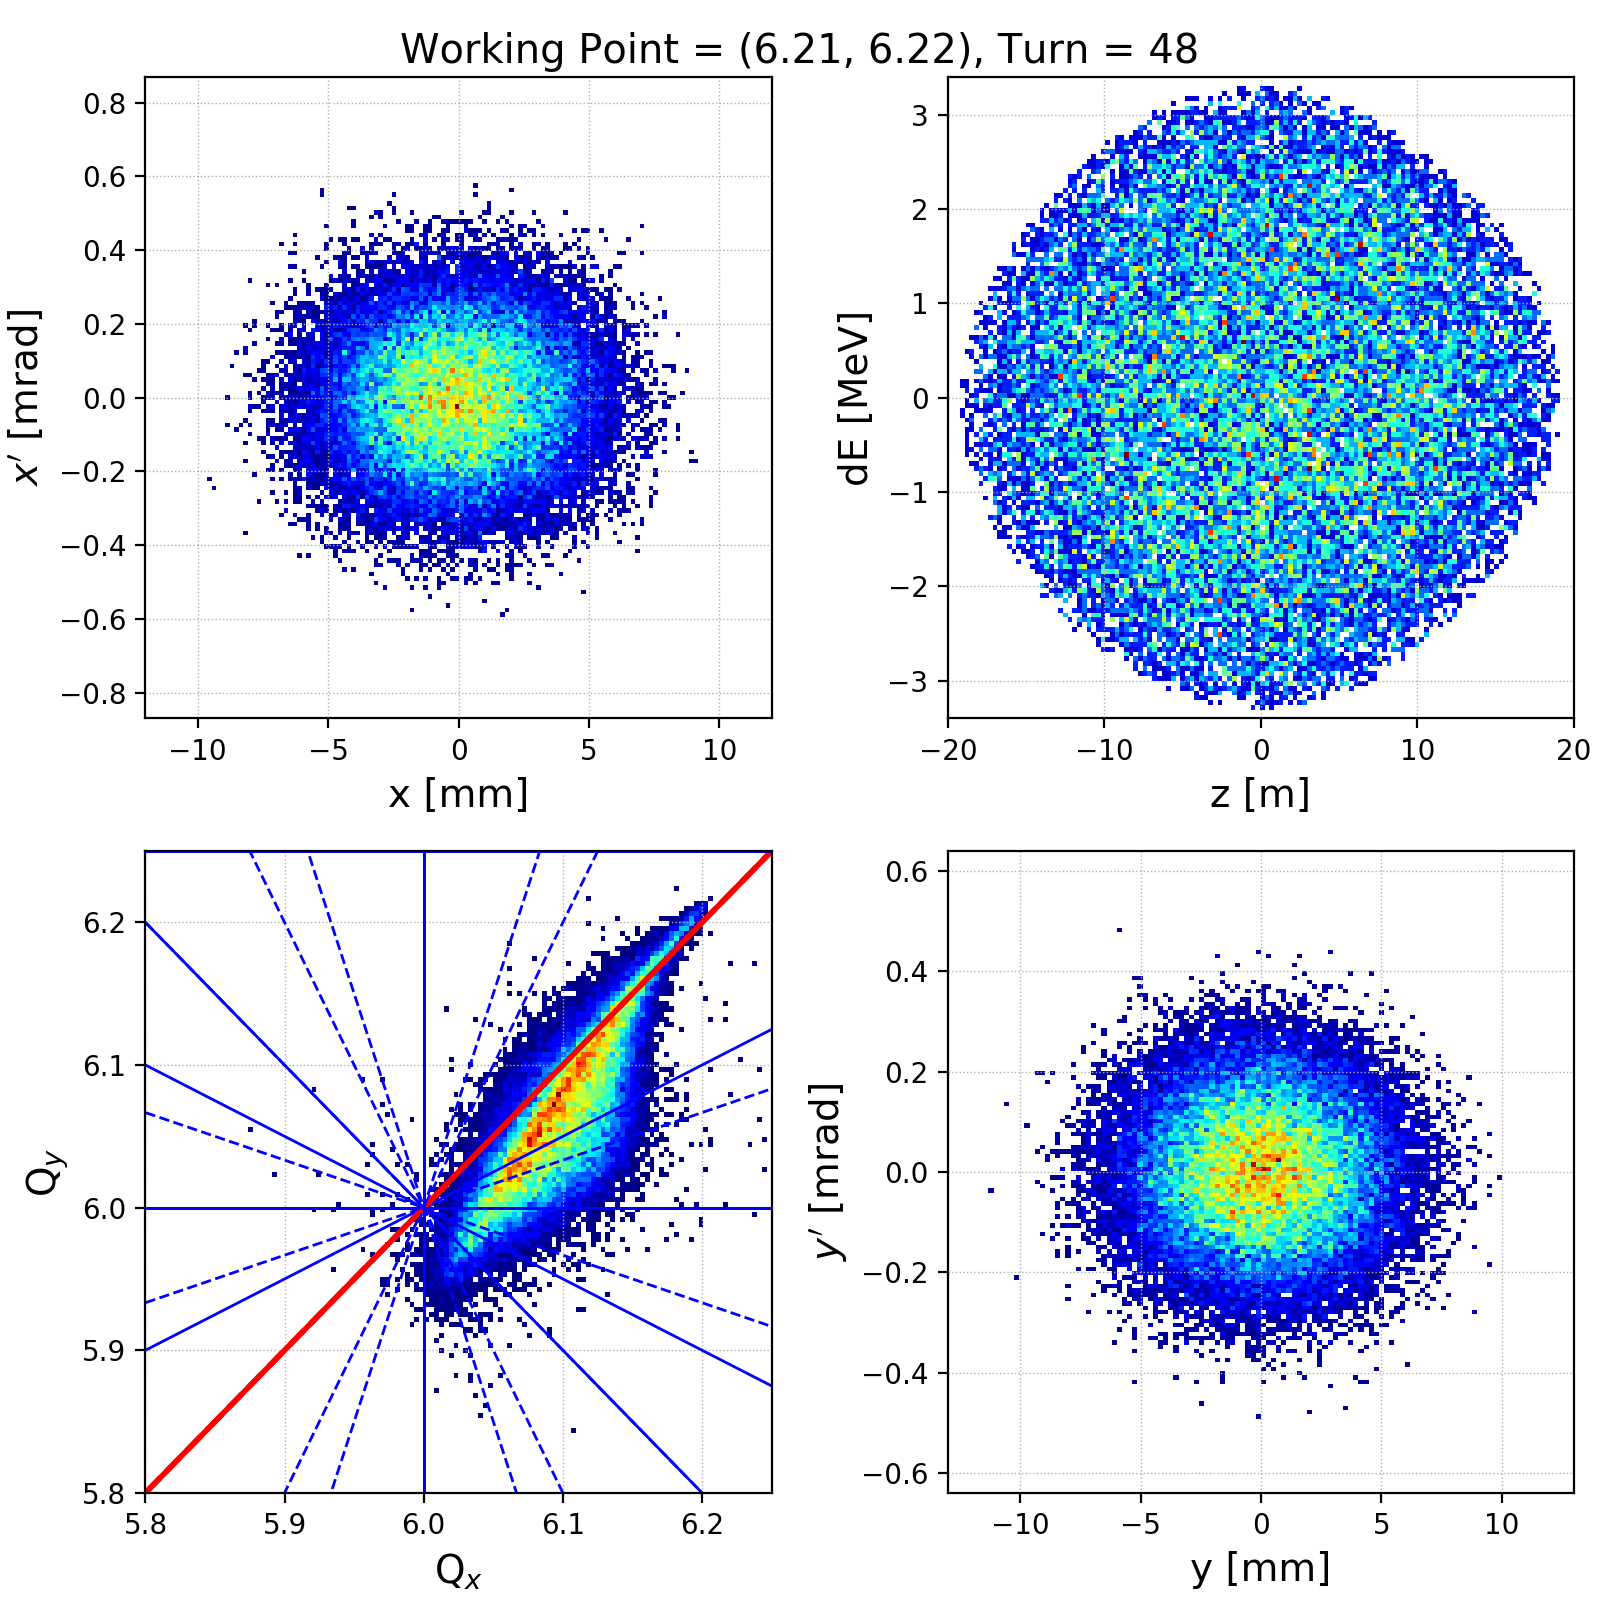 Working Point = (6.21, 6.22), Turn = 48
0.8
0.6
0.4
0.2
0.0
−0.2
−0.4
−0.6
−0.8
x′ [mrad]
−10 −5 0 5 10
x [mm]
3
2
1
0
−1
−2
−3
dE [MeV]
−20 −10 0 10 20
z [m]
6.2
6.1
6.0
5.9
5.8
Qy
5.8 5.9 6.0 6.1 6.2
Qx
0.6
0.4
0.2
0.0
−0.2
−0.4
−0.6
y′ [mrad]
−10 −5 0 5 10
y [mm]